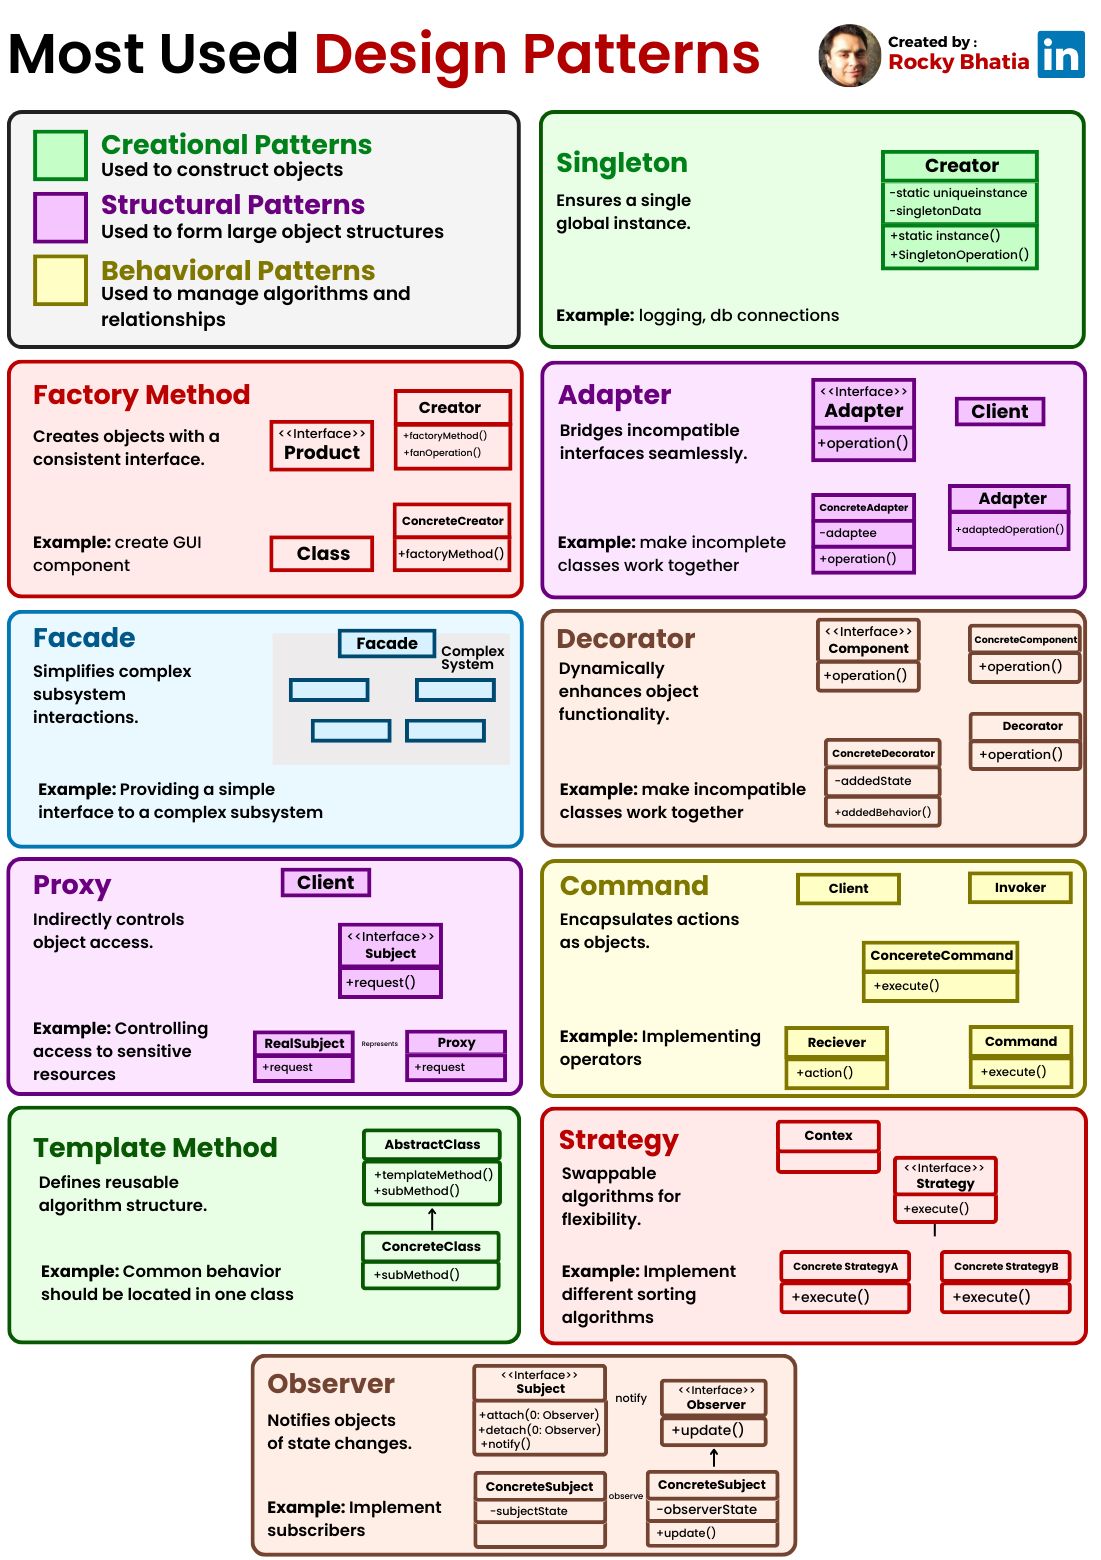 Most Used Design Patterns
Created by :
Rocky Bhatia
in
Creational Patterns
Used to construct objects
Structural Patterns
Used to form large object structures
Behavioral Patterns
Used to manage algorithms and
relationships
Singleton
Ensures a single
global instance.
Example: logging, db connections
Creator
-static uniqueinstance
-singletonData
+static instance()
+SingletonOperation()
Factory Method
Creates objects with a
consistent interface.
Example: create GUI
component
<<Interface>>
Product
Creator
+factoryMethod()
+fanOperation()
Class
ConcreteCreator
+factoryMethod()
Adapter
Bridges incompatible
interfaces seamlessly.
Example: make incomplete
classes work together
<<Interface>>
Adapter
+operation()
Client
ConcreteAdapter
-adaptee
+operation()
Adapter
+adaptedOperation()
Facade
Simplifies complex
subsystem
interactions.
Example: Providing a simple
interface to a complex subsystem
Facade
Complex
System
Decorator
Dynamically
enhances object
functionality.
Example: make incompatible
classes work together
<<Interface>>
Component
+operation()
ConcreteComponent
+operation()
ConcreteDecorator
-addedState
+addedBehavior()
Decorator
+operation()
Proxy
Indirectly controls
object access.
Example: Controlling
access to sensitive
resources
Client
<<Interface>>
Subject
+request()
RealSubject
+request
Represents
Proxy
+request
Command
Encapsulates actions
as objects.
Example: Implementing
operators
Client
Invoker
ConcereteCommand
+execute()
Reciever
+action()
Command
+execute()
Template Method
Defines reusable
algorithm structure.
Example: Common behavior
should be located in one class
AbstractClass
+templateMethod()
+subMethod()
ConcreteClass
+subMethod()
Strategy
Swappable
algorithms for
flexibility.
Example: Implement
different sorting
algorithms
Contex
<<Interface>>
Strategy
+execute()
Concrete StrategyA
+execute()
Concrete StrategyB
+execute()
Observer
Notifies objects
of state changes.
Example: Implement
subscribers
<<Interface>>
Subject
+attach(0: Observer)
+detach(0: Observer)
+notify()
notify
<<Interface>>
Observer
+update()
ConcreteSubject
-subjectState
observe
ConcreteSubject
-observerState
+update()